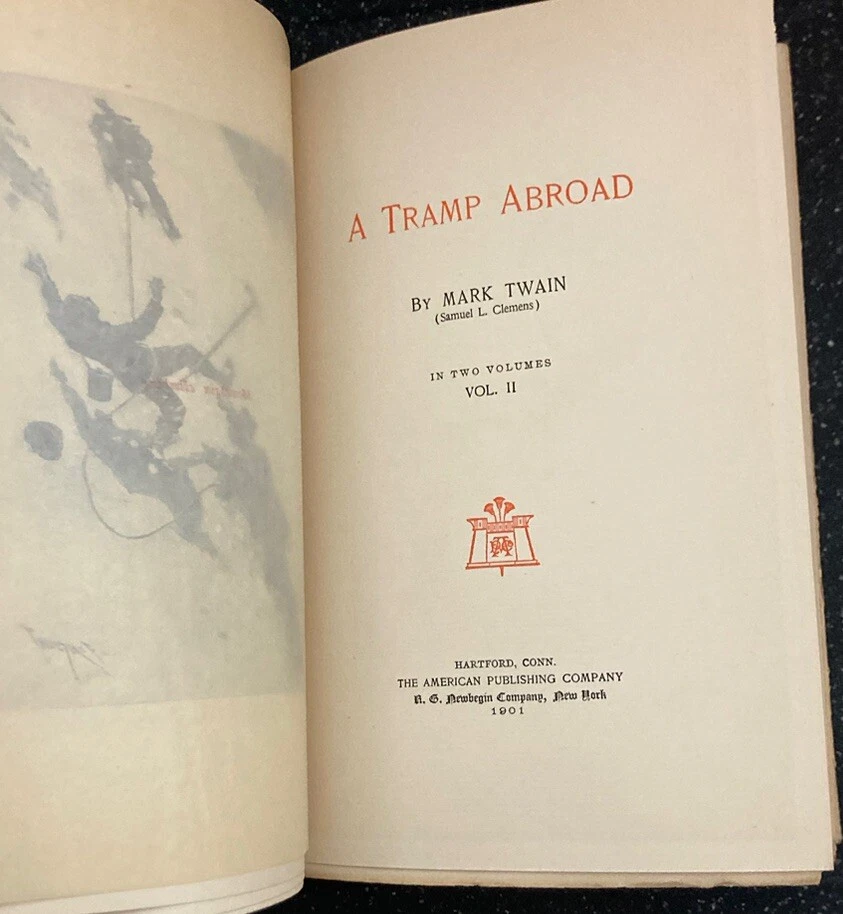 A TRAMP ABROAD
BY MARK TWAIN
(Samuel L. Clemens)
IN TWO VOLUMES
VOL. II
HARTFORD, CONN.
THE AMERICAN PUBLISHING COMPANY
R. G. Newbegin Company, New York
1901